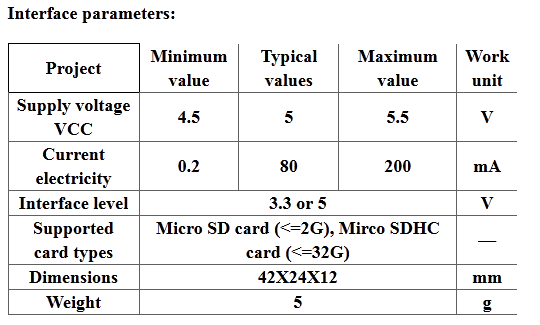 Interface parameters:
Project Minimum value Typical values Maximum value Work unit
Supply voltage VCC 4.5 5 5.5 V
Current electricity 0.2 80 200 mA
Interface level 3.3 or 5 V
Supported card types Micro SD card (<=2G), Mirco SDHC card (<=32G) —
Dimensions 42X24X12 mm
Weight 5 g